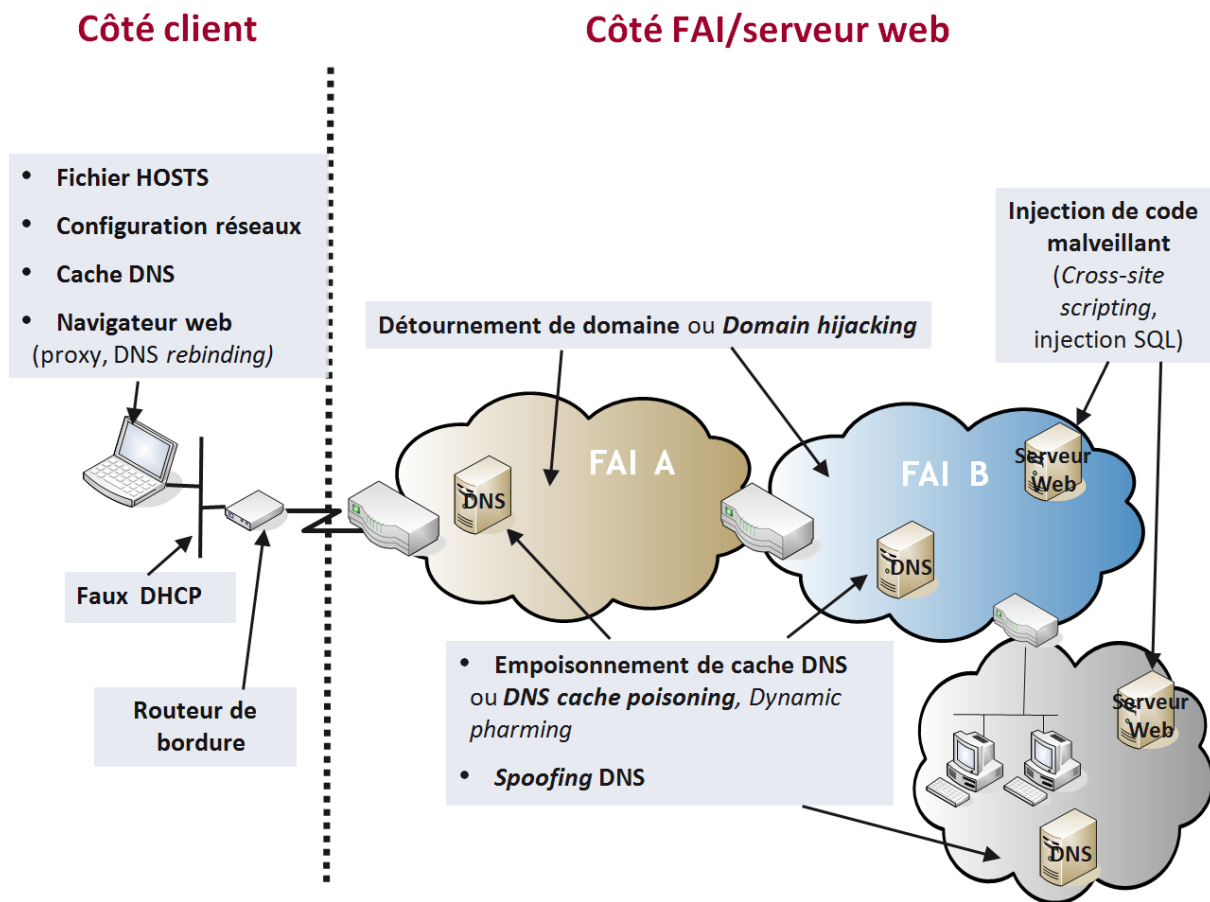 Côté client
Côté FAI/serveur web
• Fichier HOSTS
• Configuration réseaux
• Cache DNS
• Navigateur web
(proxy, DNS rebinding)
Injection de code
malveillant
(Cross-site
scripting,
injection SQL)
Détournement de domaine ou Domain hijacking
FAI A
DNS
FAI B
Serveur
Web
DNS
Faux DHCP
Routeur de
bordure
• Empoisonnement de cache DNS
ou DNS cache poisoning, Dynamic
pharming
• Spoofing DNS
Serveur
Web
DNS